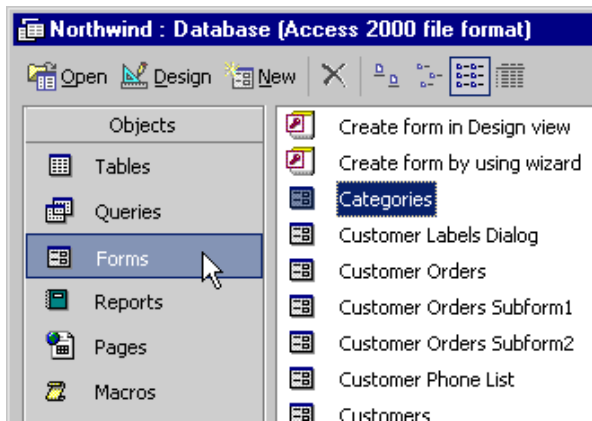 Northwind : Database (Access 2000 file format)
Open Design New
Objects
Tables
Queries
Forms
Reports
Pages
Macros
Create form in Design view
Create form by using wizard
Categories
Customer Labels Dialog
Customer Orders
Customer Orders Subform1
Customer Orders Subform2
Customer Phone List
Customers